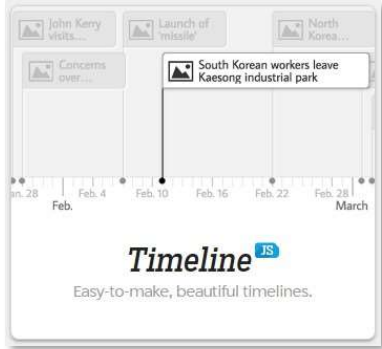 John Kerry
visits....
Launch of
'missile'
North
Korea...
Concerns
over...
South Korean workers leave
Kaesong industrial park
an. 28
Feb. 4
Feb. 10
Feb. 16
Feb. 22
Feb. 28
Feb.
March
Timeline JS
Easy-to-make, beautiful timelines.